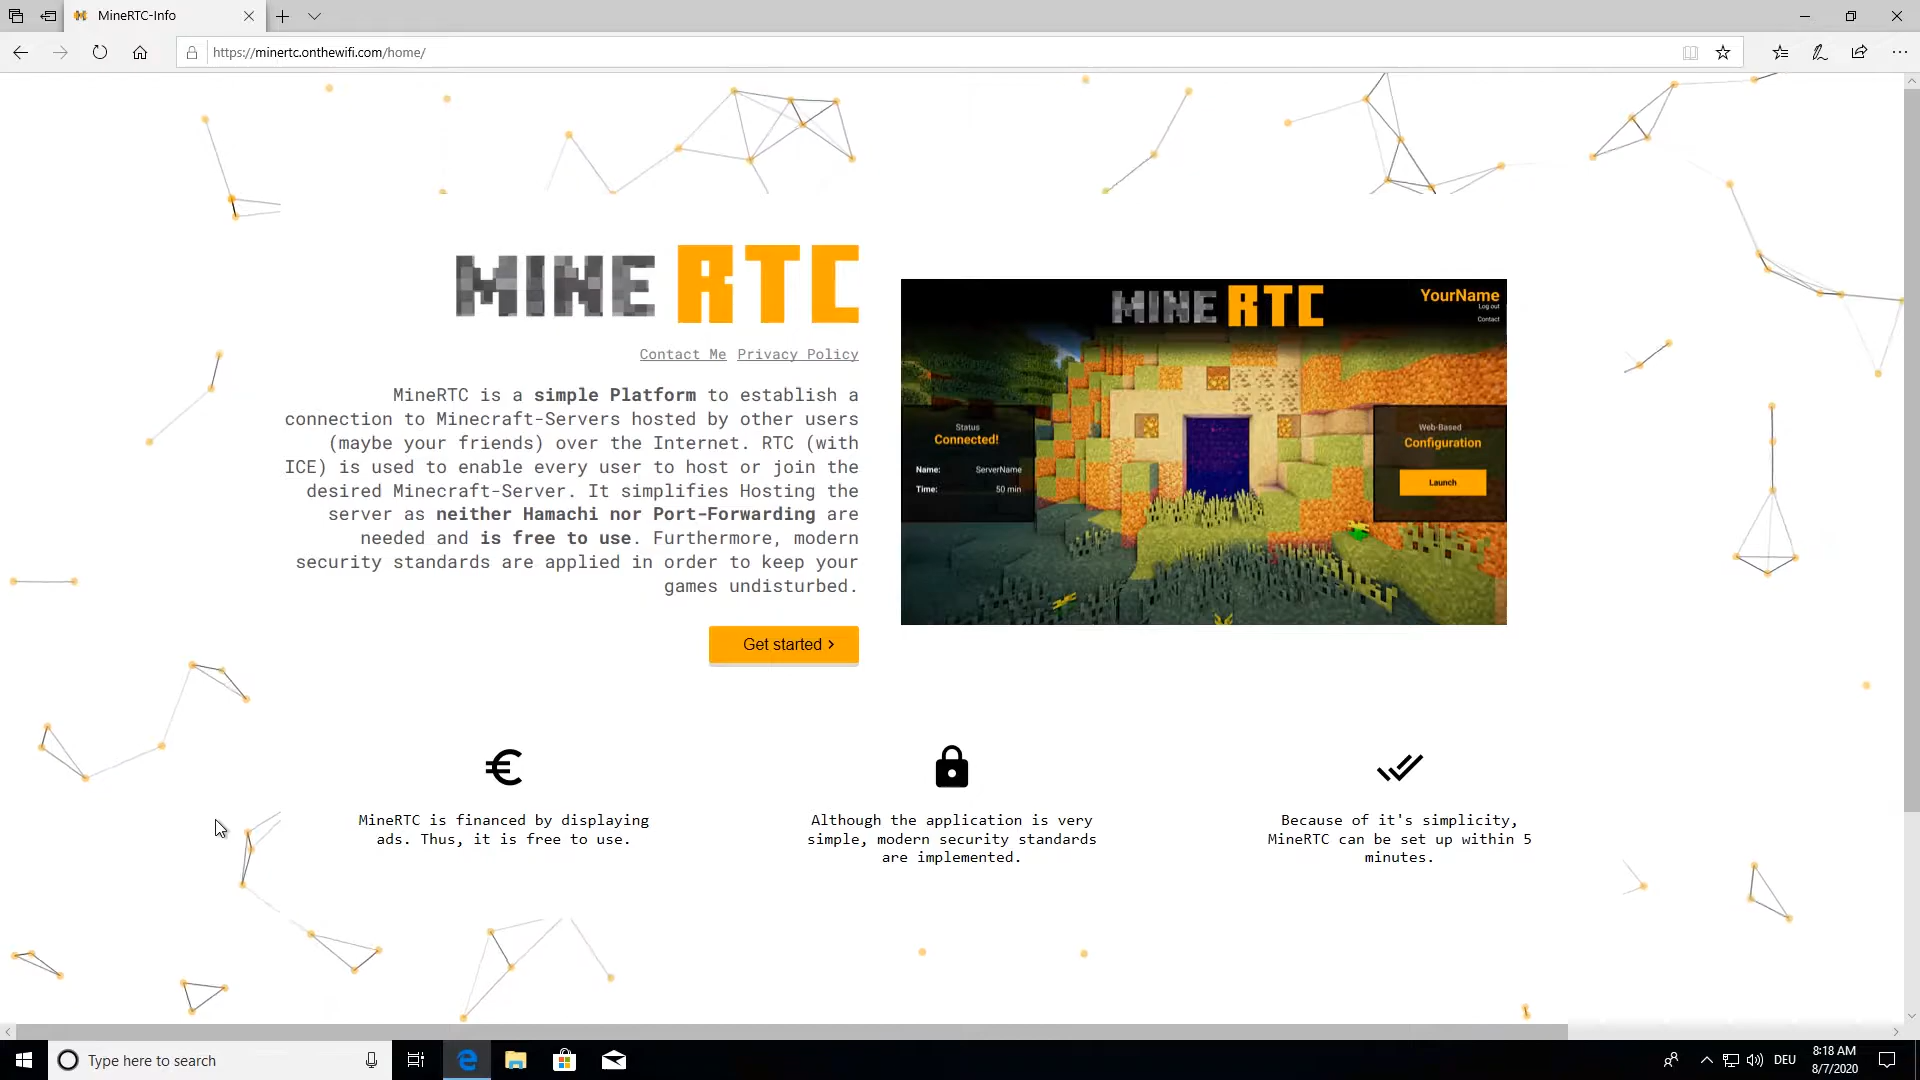 MineRTC-Info
https://minertc.onthewifi.com/home/
MINE RTC
Contact Me Privacy Policy
MineRTC is a simple Platform to establish a
connection to Minecraft-Servers hosted by other users
(maybe your friends) over the Internet. RTC (with
ICE) is used to enable every user to host or join the
desired Minecraft-Server. It simplifies Hosting the
server as neither Hamachi nor Port-Forwarding are
needed and is free to use. Furthermore, modern
security standards are applied in order to keep your
games undisturbed.
Get started
MINE RTC
YourName
Log out
Contact
Status
Connected!
Name: ServerName
Time: 50 min
Web-Based
Configuration
Launch
MineRTC is financed by displaying
ads. Thus, it is free to use.
Although the application is very
simple, modern security standards
are implemented.
Because of it's simplicity,
MineRTC can be set up within 5
minutes.
Type here to search
DEU
8:18 AM
8/7/2020